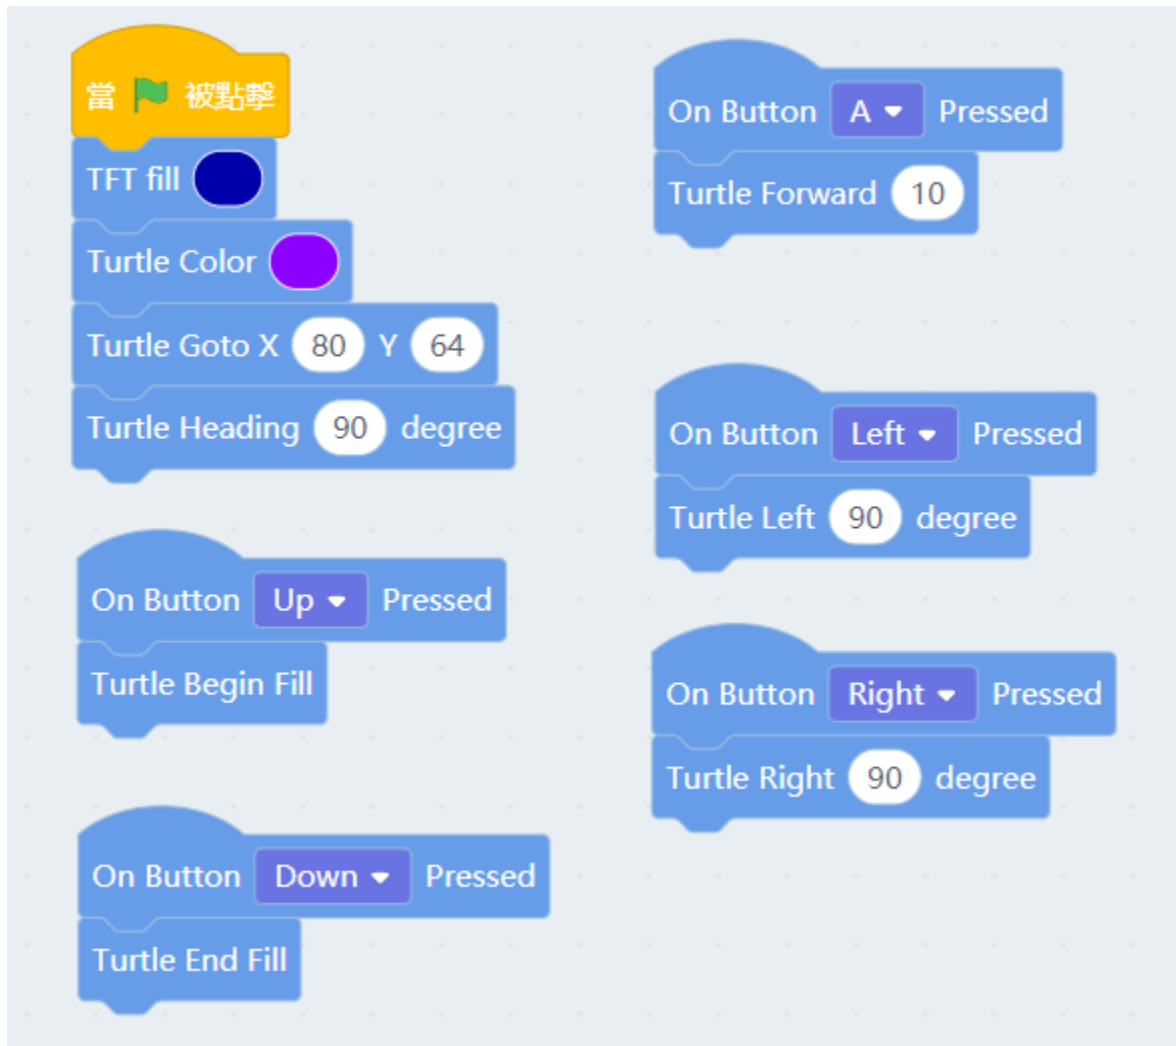 當 被點擊
TFT fill
Turtle Color
Turtle Goto X 80 Y 64
Turtle Heading 90 degree
On Button Up Pressed
Turtle Begin Fill
On Button Down Pressed
Turtle End Fill
On Button A Pressed
Turtle Forward 10
On Button Left Pressed
Turtle Left 90 degree
On Button Right Pressed
Turtle Right 90 degree